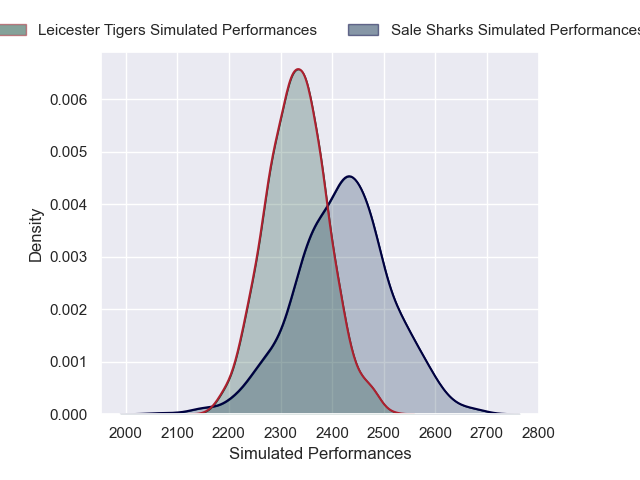 Leicester Tigers Simulated Performances
Sale Sharks Simulated Performances
Density
0.006
0.005
0.004
0.003
0.002
0.001
0.000
2000 2100 2200 2300 2400 2500 2600 2700 2800
Simulated Performances